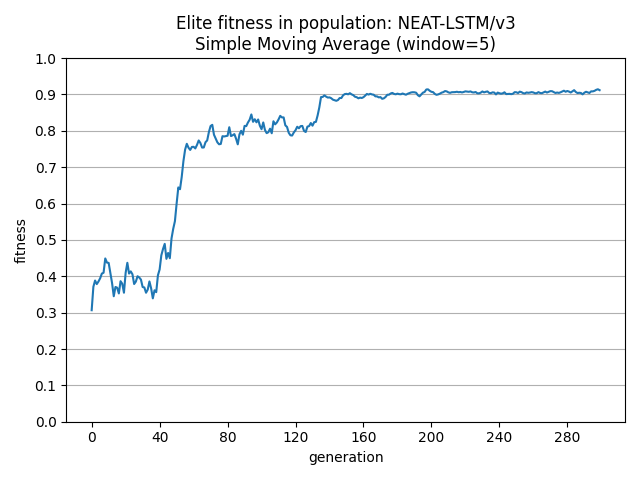 Elite fitness in population: NEAT-LSTM/v3
Simple Moving Average (window=5)
1.0
0.9
0.8
0.7
0.6
0.5
0.4
0.3
0.2
0.1
0.0
fitness
0 40 80 120 160 200 240 280
generation